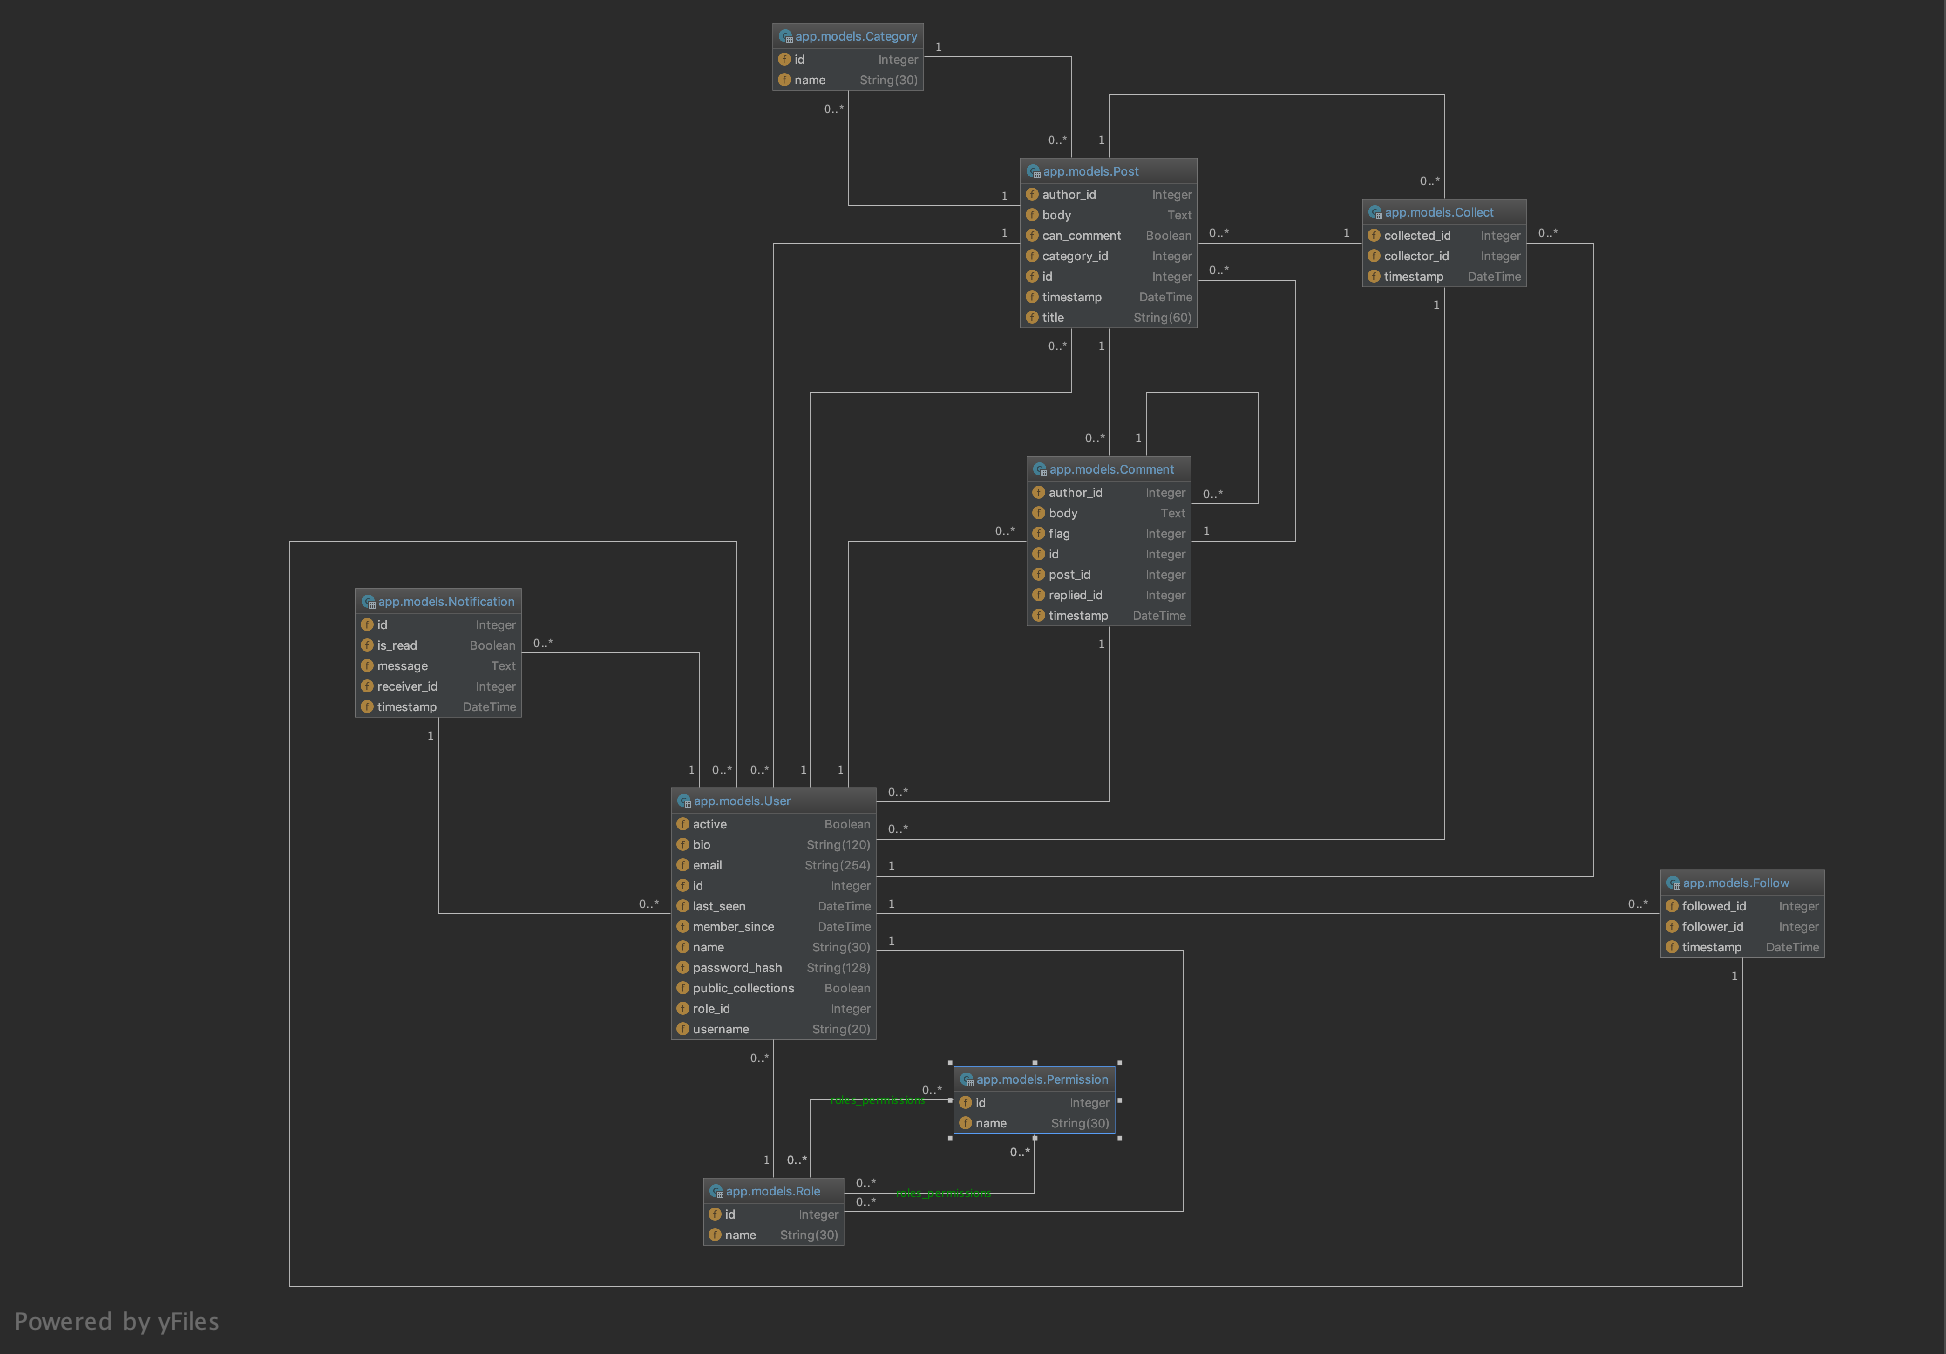 app.models.Category
id Integer
name String(30)
1
0..*
0..*
1
0..*
1
app.models.Post
author_id Integer
body Text
can_comment Boolean
category_id Integer
id Integer
timestamp DateTime
title String(60)
1
0..*
1
0..*
app.models.Collect
collected_id Integer
collector_id Integer
timestamp DateTime
0..*
1
0..*
1
0..*
1
app.models.Comment
author_id Integer
body Text
flag Integer
id Integer
post_id Integer
replied_id Integer
timestamp DateTime
0..*
0..*
1
1
app.models.Notification
id Integer
is_read Boolean
message Text
receiver_id Integer
timestamp DateTime
0..*
1
1 0..* 0..* 1 1
app.models.User
active Boolean
bio String(120)
email String(254)
id Integer
last_seen DateTime
member_since DateTime
name String(30)
password_hash String(128)
public_collections Boolean
role_id Integer
username String(20)
0..*
0..*
0..*
1
1
1
0..*
0..*
app.models.Follow
followed_id Integer
follower_id Integer
timestamp DateTime
1
app.models.Permission
id Integer
name String(30)
0..*
roles_permissions
0..*
1 0..*
app.models.Role
id Integer
name String(30)
0..*
roles_permissions
0..*
Powered by yFiles